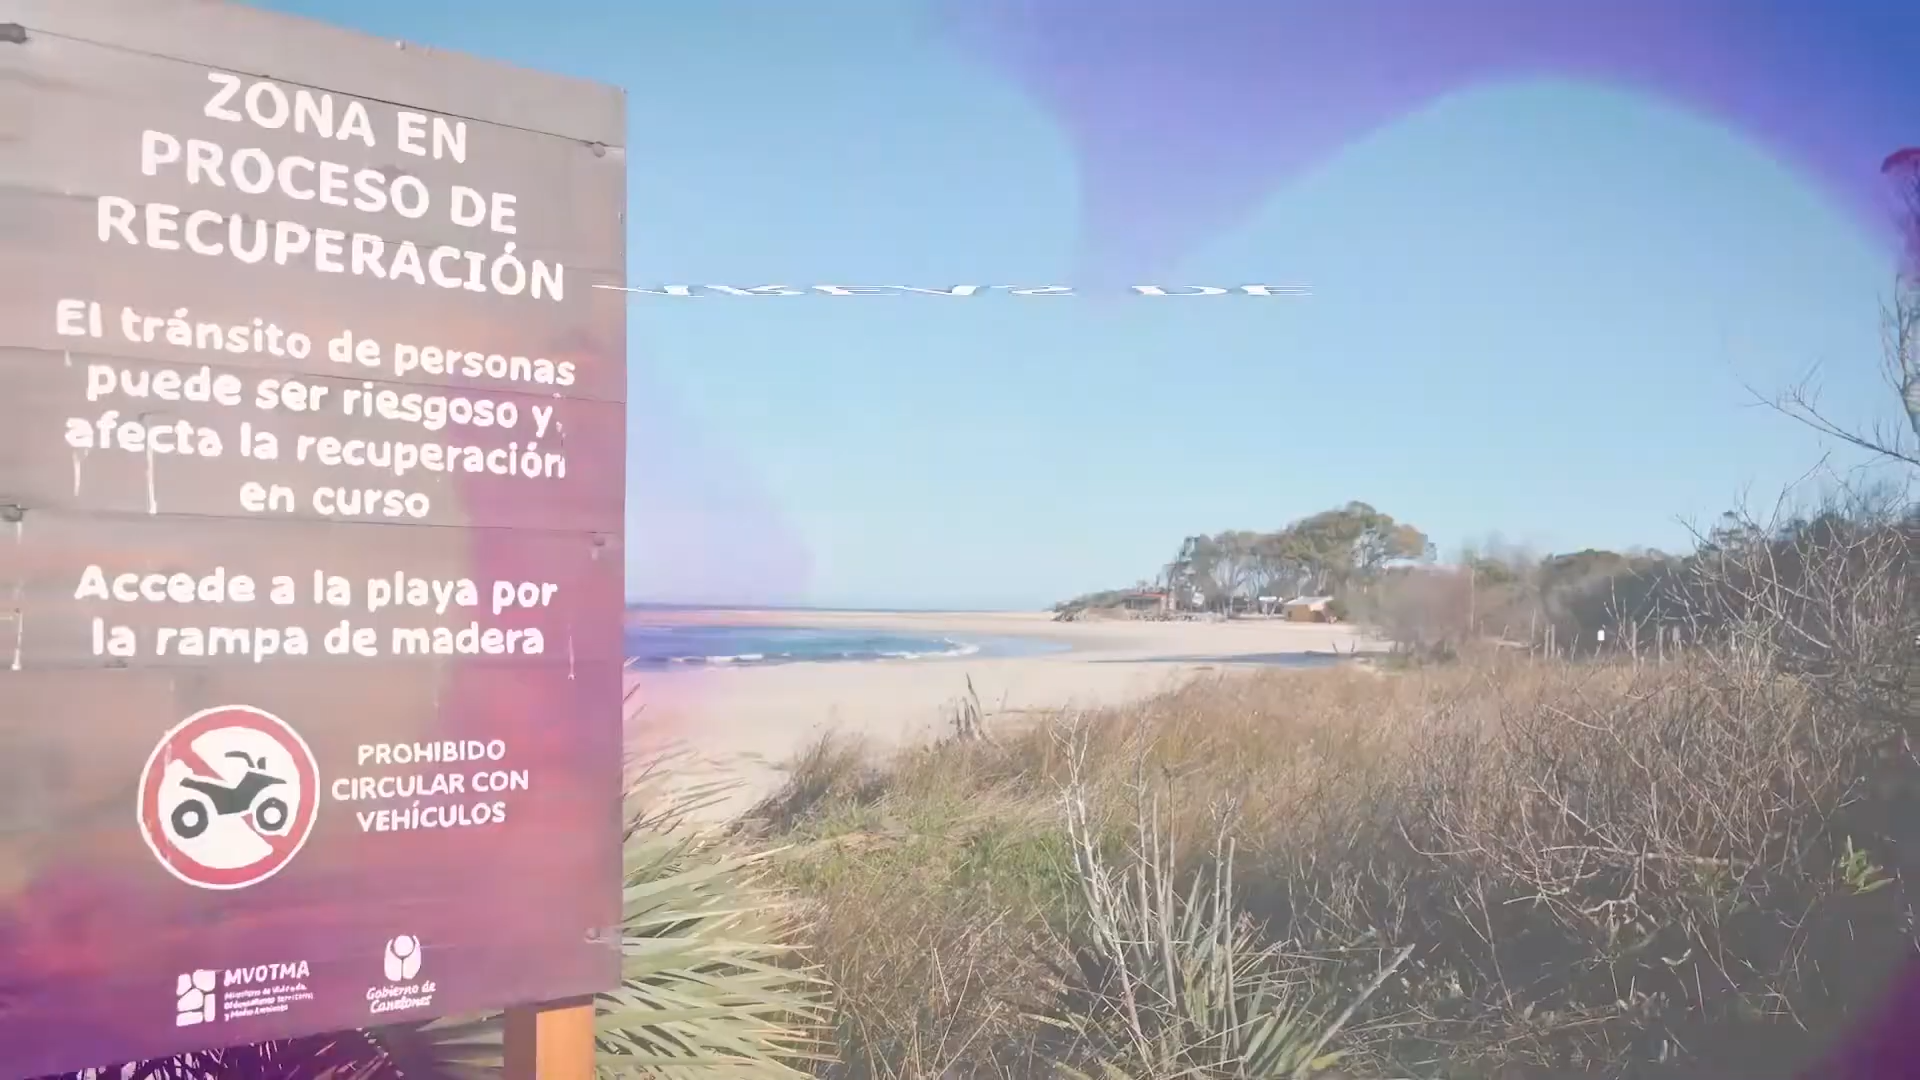 ZONA EN
PROCESO DE
RECUPERACIÓN
El tránsito de personas
puede ser riesgoso y
afecta la recuperación
en curso
Accede a la playa por
la rampa de madera
PROHIBIDO
CIRCULAR CON
VEHÍCULOS
MVOTMA
Gobierno de
Canelones
DE